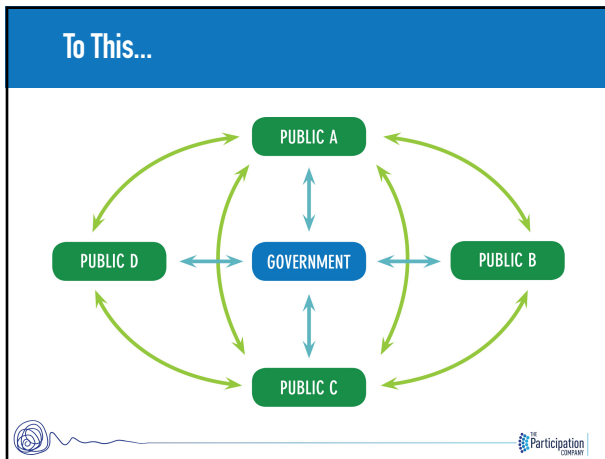 To This...
PUBLIC A
PUBLIC D
GOVERNMENT
PUBLIC B
PUBLIC C
THE
Participation
COMPANY